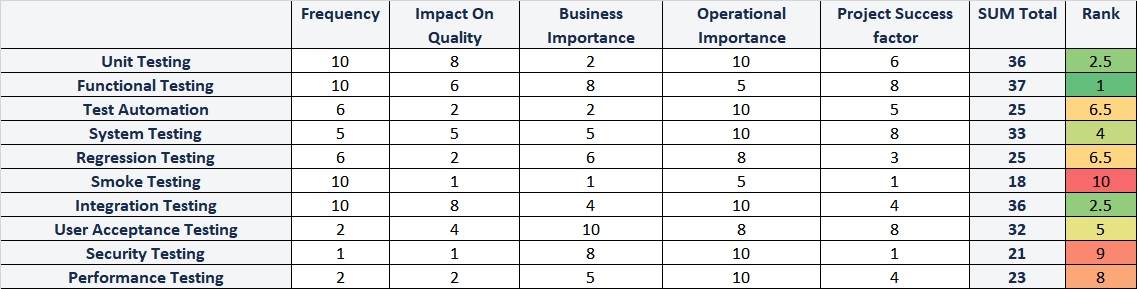 Frequency Impact On Quality Business Importance Operational Importance Project Success factor SUM Total Rank
Unit Testing 10 8 2 10 6 36 2.5
Functional Testing 10 6 8 5 8 37 1
Test Automation 6 2 2 10 5 25 6.5
System Testing 5 5 5 10 8 33 4
Regression Testing 6 2 6 8 3 25 6.5
Smoke Testing 10 1 1 5 1 18 10
Integration Testing 10 8 4 10 4 36 2.5
User Acceptance Testing 2 4 10 8 8 32 5
Security Testing 1 1 8 10 1 21 9
Performance Testing 2 2 5 10 4 23 8